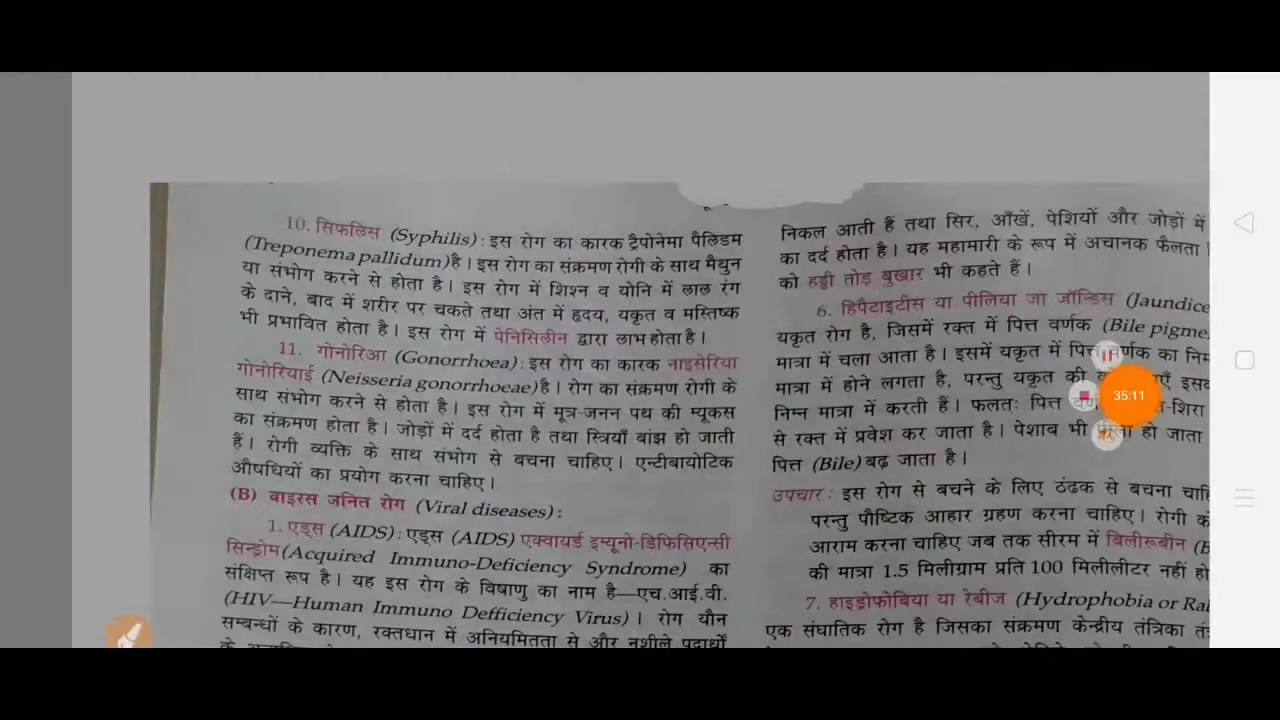 10. सिफलिस (Syphilis) : इस रोग का कारक ट्रैपोनेमा पैलिडम
(Treponema pallidum) है। इस रोग का संक्रमण रोगी के साथ मैथुन
या संभोग करने से होता है। इस रोग में शिश्न व योनि में लाल रंग
के दाने, बाद में शरीर पर चकते तथा अंत में हृदय, यकृत व मस्तिष्क
भी प्रभावित होता है। इस रोग में पेनिसिलीन द्वारा लाभ होता है।
11. गोनोरिआ (Gonorrhoea) : इस रोग का कारक नाइसेरिया
गोनोरियाई (Neisseria gonorrhoeae) है। रोग का संक्रमण रोगी के
साथ संभोग करने से होता है। इस रोग में मूत्र-जनन पथ की म्यूकस
का संक्रमण होता है। जोड़ों में दर्द होता है तथा स्त्रियाँ बांझ हो जाती
हैं। रोगी व्यक्ति के साथ संभोग से बचना चाहिए। एन्टीबायोटिक
औषधियों का प्रयोग करना चाहिए।
(B) वाइरस जनित रोग (Viral diseases) :
1. एड्स (AIDS) : एड्स (AIDS) एक्वायर्ड इम्यूनो-डिफिसिएन्सी
सिन्ड्रोम (Acquired Immuno-Deficiency Syndrome) का
संक्षिप्त रूप है। यह इस रोग के विषाणु का नाम है—एच.आई.वी.
(HIV—Human Immuno Defficiency Virus)। रोग यौन
सम्बन्धों के कारण, रक्तधान में अनियमितता से और नशीले पदार्थों
निकल आती हैं तथा सिर, आँखें, पेशियों और जोड़ों में
का दर्द होता है। यह महामारी के रूप में अचानक फैलता
को हड्डी तोड़ बुखार भी कहते हैं।
6. हिपैटाइटीस या पीलिया जा जॉन्डिस (Jaundice
यकृत रोग है, जिसमें रक्त में पित्त वर्णक (Bile pigme
मात्रा में चला आता है। इसमें यकृत में पित्त वर्णक का निम
मात्रा में होने लगता है, परन्तु यकृत की इसव
निम्न मात्रा में करती हैं। फलतः पित्त -शिरा
से रक्त में प्रवेश कर जाता है। पेशाब भी हो जाता
पित्त (Bile) बढ़ जाता है।
उपचार : इस रोग से बचने के लिए ठंढक से बचना चाहि
परन्तु पौष्टिक आहार ग्रहण करना चाहिए। रोगी क
आराम करना चाहिए जब तक सीरम में बिलीरूबीन (B
की मात्रा 1.5 मिलीग्राम प्रति 100 मिलीलीटर नहीं हो
7. हाइड्रोफोबिया या रेबीज (Hydrophobia or Ra
एक संघातिक रोग है जिसका संक्रमण केन्द्रीय तंत्रिका तं
35:11